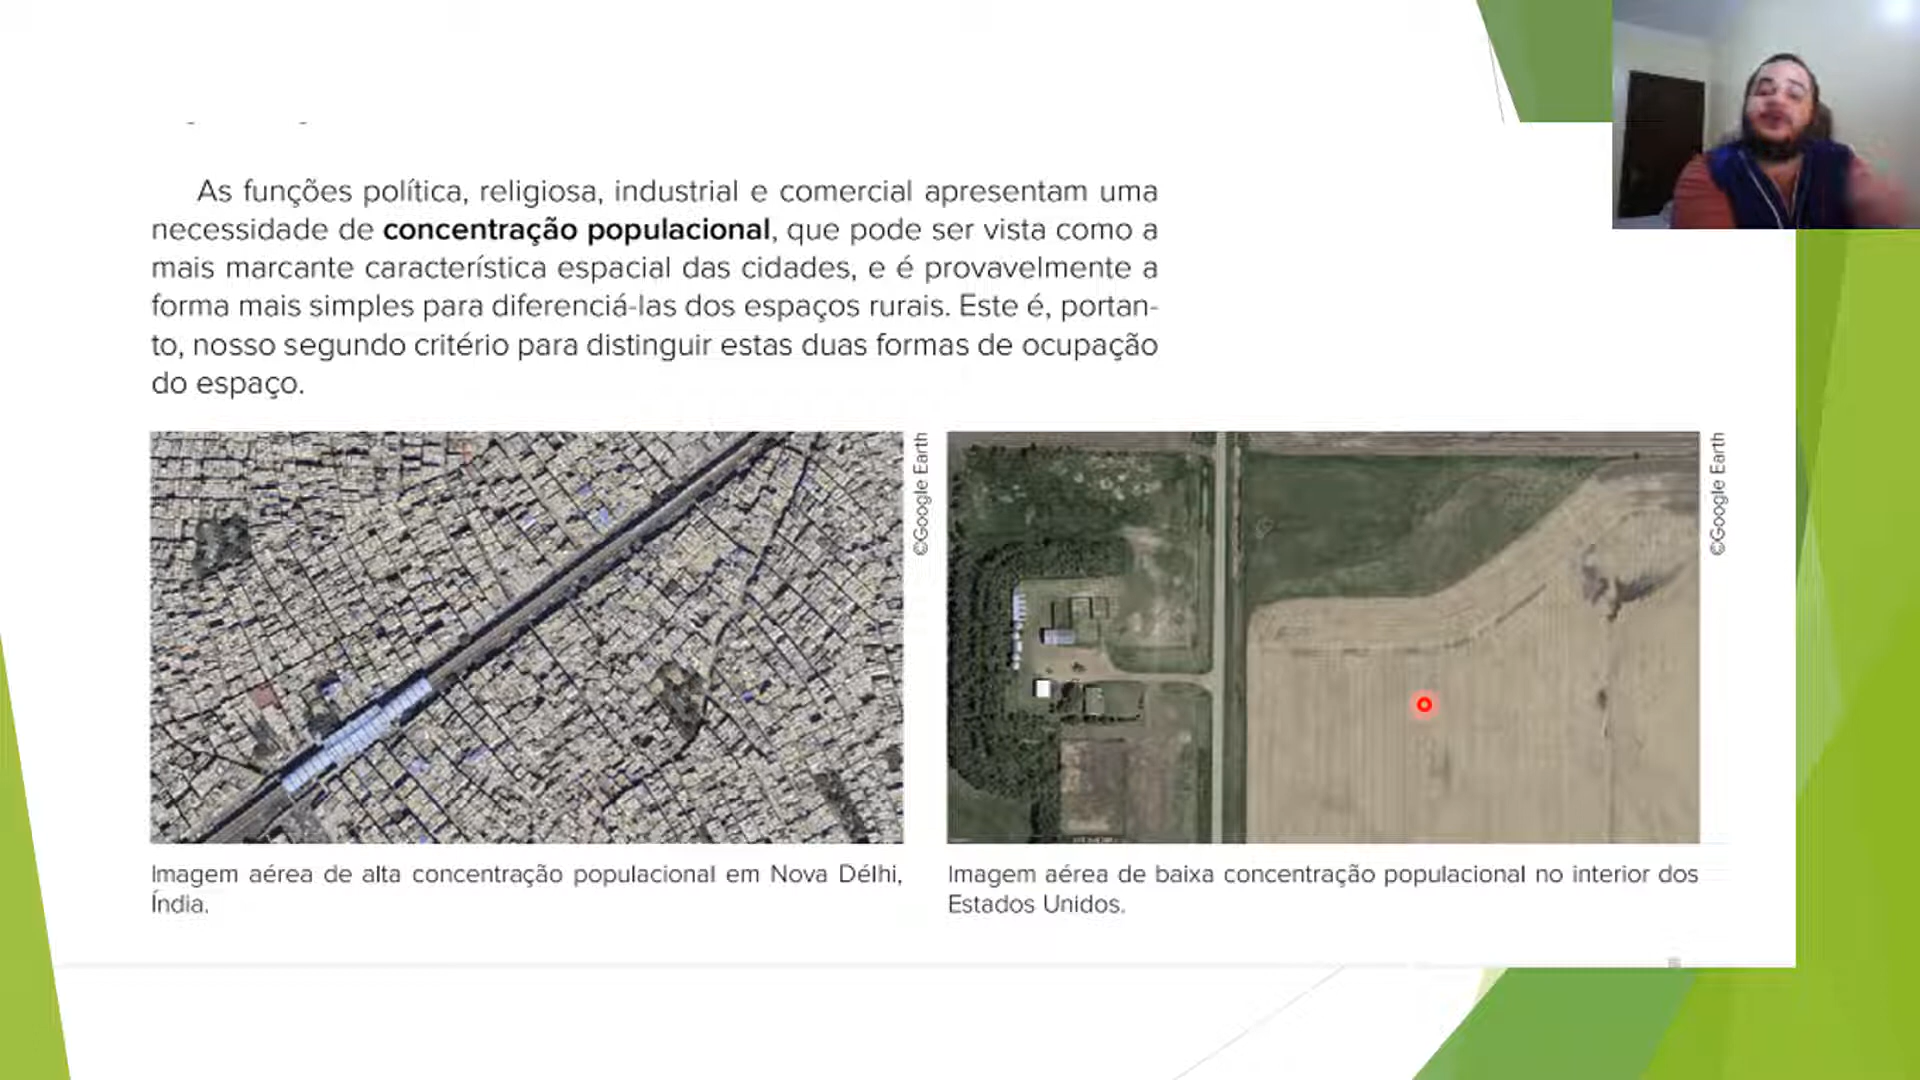 As funções política, religiosa, industrial e comercial apresentam uma
necessidade de concentração populacional, que pode ser vista como a
mais marcante característica espacial das cidades, e é provavelmente a
forma mais simples para diferenciá-las dos espaços rurais. Este é, portan-
to, nosso segundo critério para distinguir estas duas formas de ocupação
do espaço.
©Google Earth
©Google Earth
Imagem aérea de alta concentração populacional em Nova Délhi,
Índia.
Imagem aérea de baixa concentração populacional no interior dos
Estados Unidos.